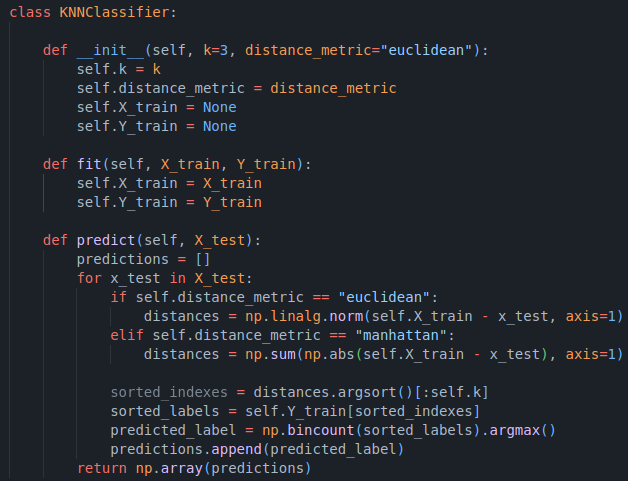 class KNNClassifier:
def __init__(self, k=3, distance_metric="euclidean"):
self.k = k
self.distance_metric = distance_metric
self.X_train = None
self.Y_train = None
def fit(self, X_train, Y_train):
self.X_train = X_train
self.Y_train = Y_train
def predict(self, X_test):
predictions = []
for x_test in X_test:
if self.distance_metric == "euclidean":
distances = np.linalg.norm(self.X_train - x_test, axis=1)
elif self.distance_metric == "manhattan":
distances = np.sum(np.abs(self.X_train - x_test), axis=1)
sorted_indexes = distances.argsort()[:self.k]
sorted_labels = self.Y_train[sorted_indexes]
predicted_label = np.bincount(sorted_labels).argmax()
predictions.append(predicted_label)
return np.array(predictions)